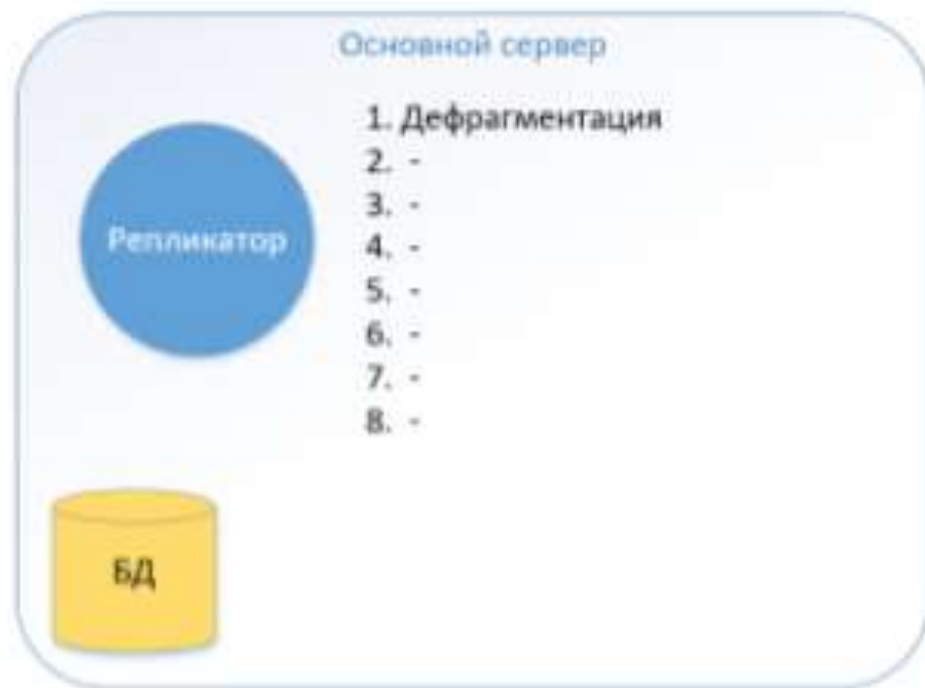 Основной сервер
1. Дефрагментация
2. -
3. -
4. -
5. -
6. -
7. -
8. -
Репликатор
БД